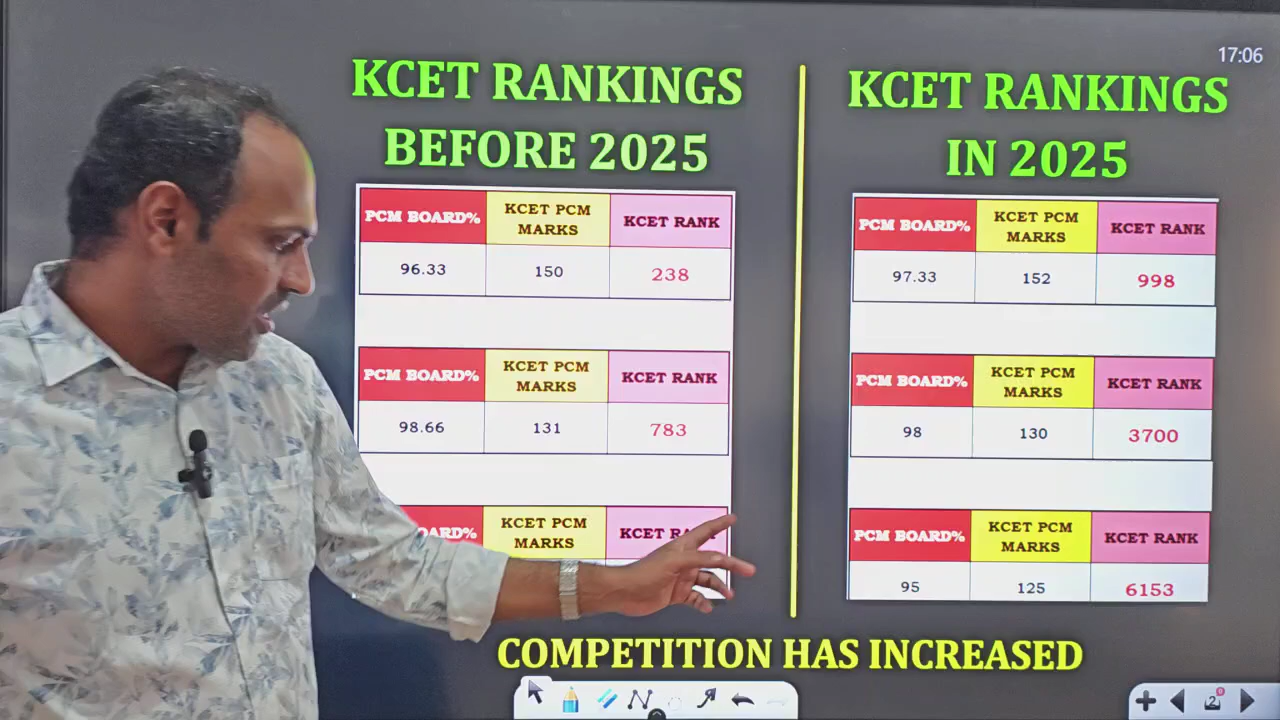 17:06
KCET RANKINGS
BEFORE 2025
PCM BOARD%
KCET PCM
MARKS
KCET RANK
96.33
150
238
PCM BOARD%
KCET PCM
MARKS
KCET RANK
98.66
131
783
BOARD%
KCET PCM
MARKS
KCET
KCET RANKINGS
IN 2025
PCM BOARD%
KCET PCM
MARKS
KCET RANK
97.33
152
998
PCM BOARD%
KCET PCM
MARKS
KCET RANK
98
130
3700
PCM BOARD%
KCET PCM
MARKS
KCET RANK
95
125
6153
COMPETITION HAS INCREASED
2